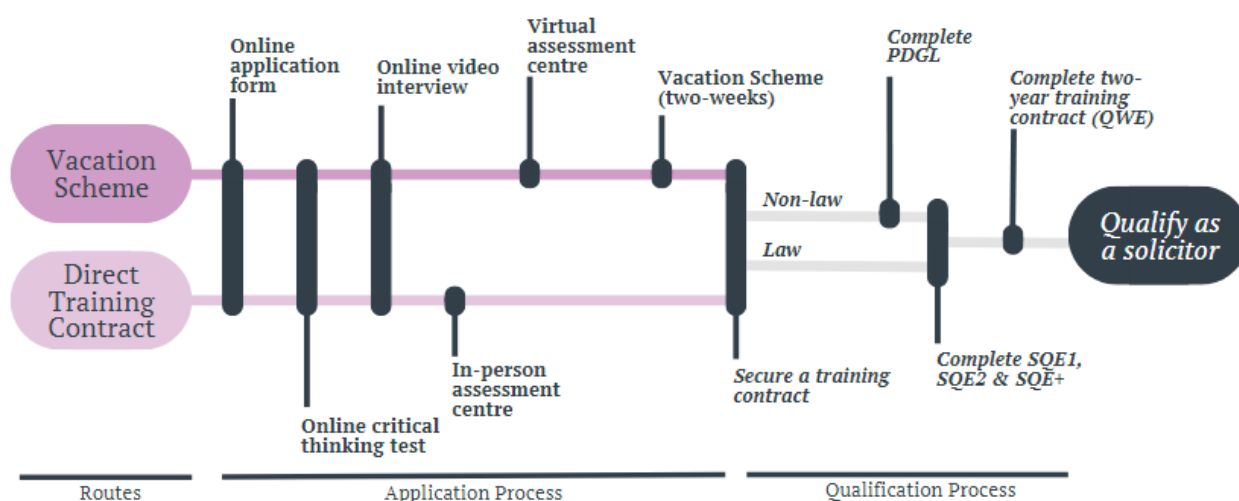 Online
application
form
Online video
interview
Virtual
assessment
centre
Vacation Scheme
(two-weeks)
Complete
PDGL
Complete two-
year training
contract (QWE)
Vacation
Scheme
Non-law
Law
Qualify as
a solicitor
Direct
Training
Contract
Online critical
thinking test
In-person
assessment
centre
Secure a training
contract
Complete SQE1,
SQE2 & SQE+
Routes
Application Process
Qualification Process